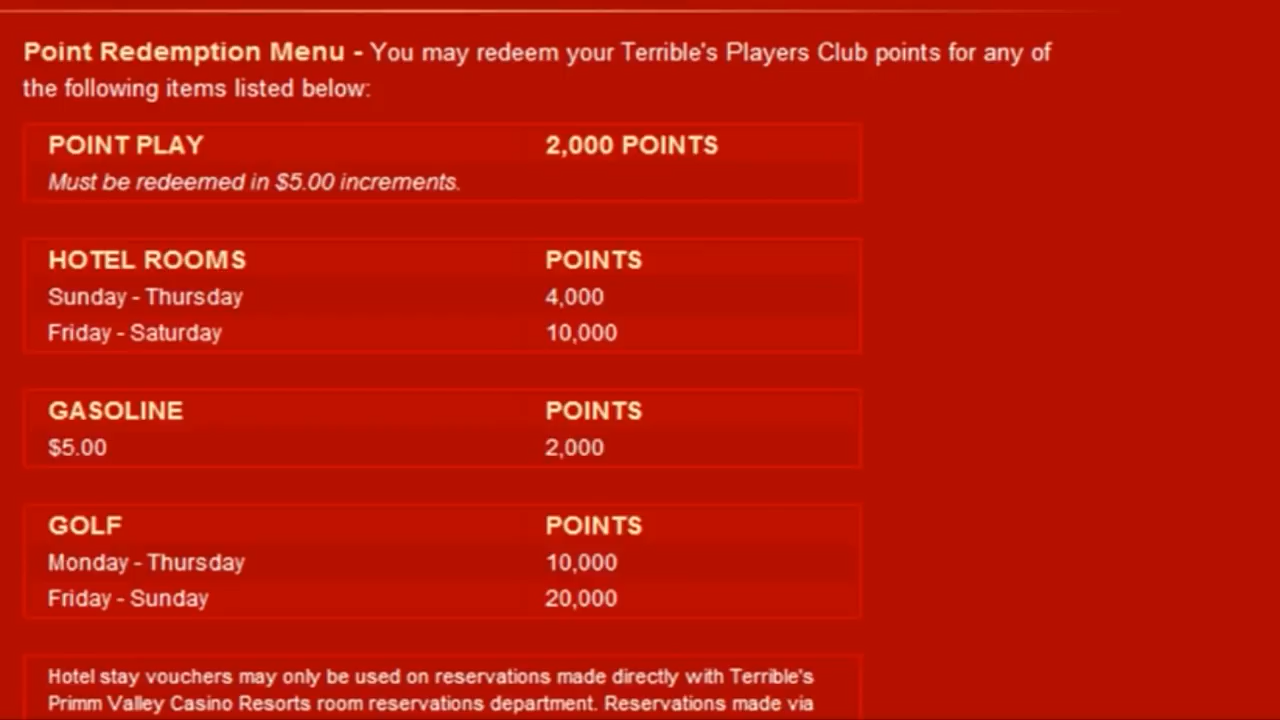 Point Redemption Menu - You may redeem your Terrible's Players Club points for any of
the following items listed below:
POINT PLAY 2,000 POINTS
Must be redeemed in $5.00 increments.
HOTEL ROOMS POINTS
Sunday - Thursday 4,000
Friday - Saturday 10,000
GASOLINE POINTS
$5.00 2,000
GOLF POINTS
Monday - Thursday 10,000
Friday - Sunday 20,000
Hotel stay vouchers may only be used on reservations made directly with Terrible's
Primm Valley Casino Resorts room reservations department. Reservations made via